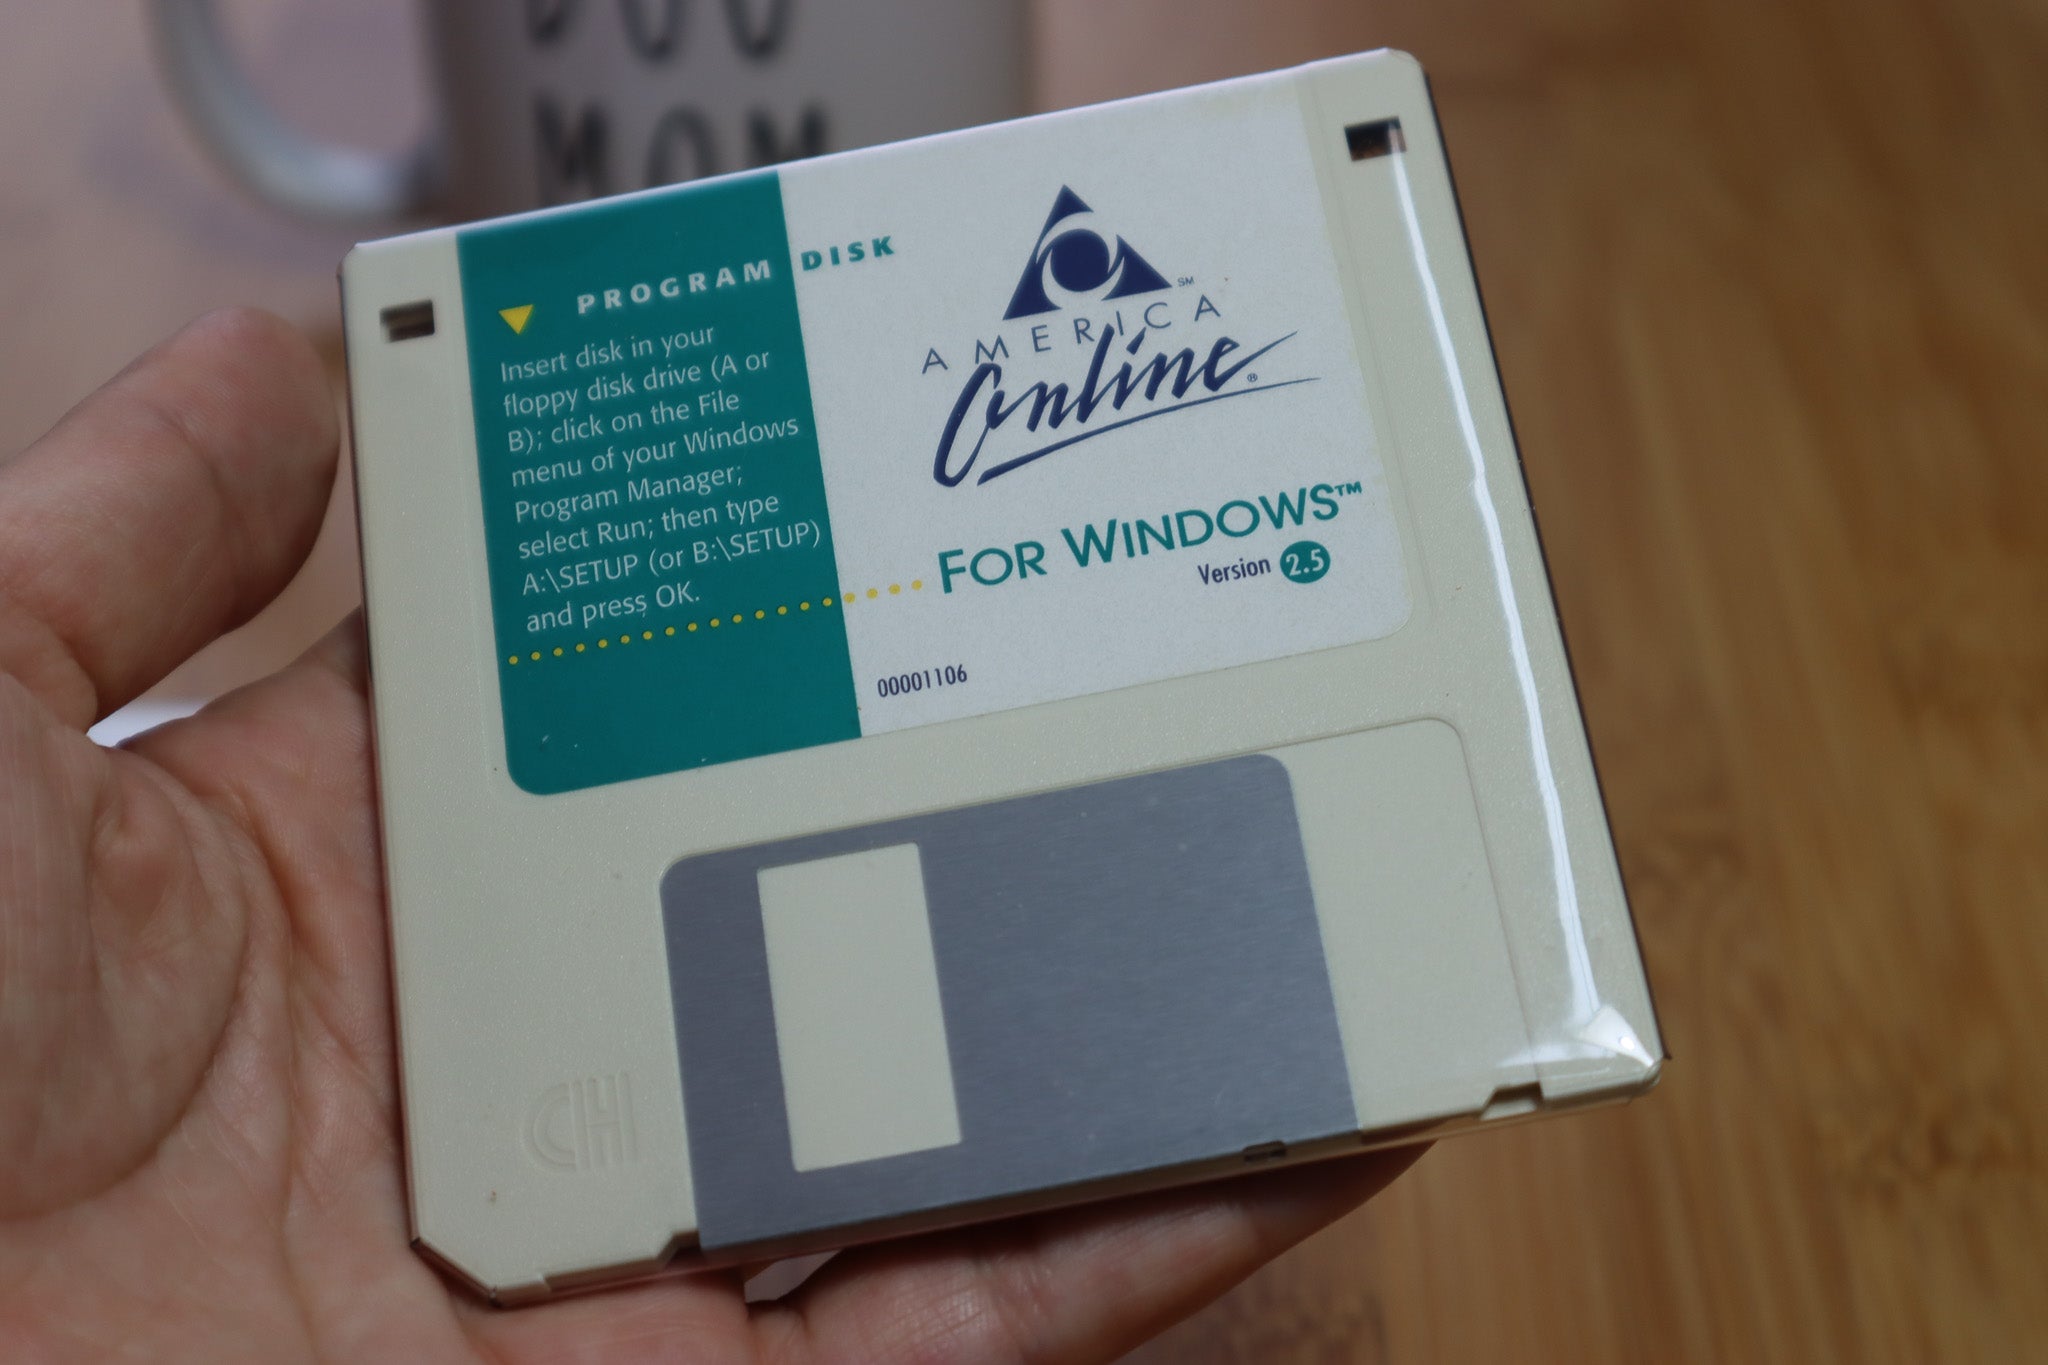 DOG
MOM
PROGRAM DISK
Insert disk in your
floppy disk drive (A or
B); click on the File
menu of your Windows
Program Manager;
select Run; then type
A:\SETUP (or B:\SETUP)
and press OK.
SM
AMERICA
Online®
FOR WINDOWS™
Version 2.5
00001106
CH